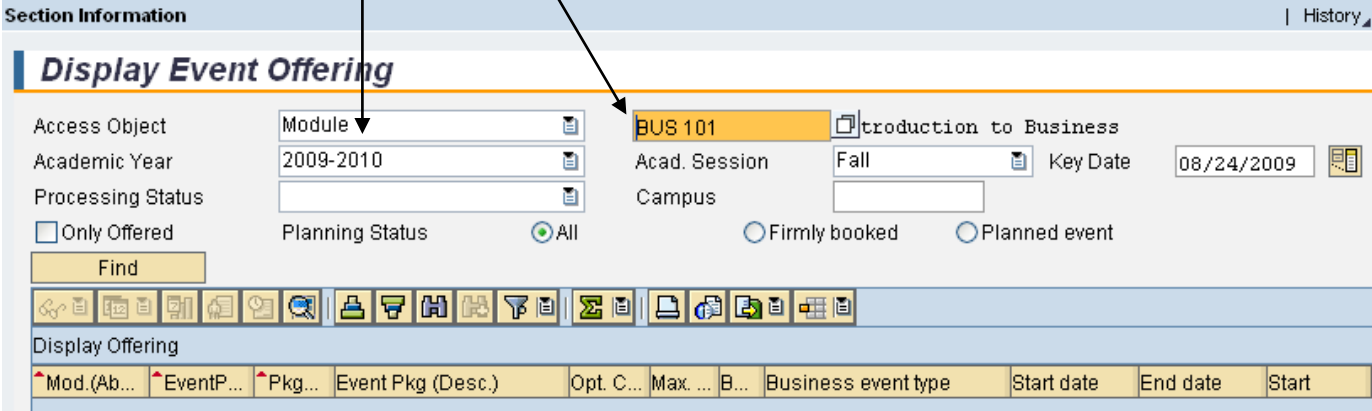 Section Information | History
Display Event Offering
Access Object Module BUS 101 troduction to Business
Academic Year 2009-2010 Acad. Session Fall Key Date 08/24/2009
Processing Status Campus
Only Offered Planning Status All Firmly booked Planned event
Find
Display Offering
Mod.(Ab... EventP... Pkg... Event Pkg (Desc.) Opt. C... Max. ... B... Business event type Start date End date Start